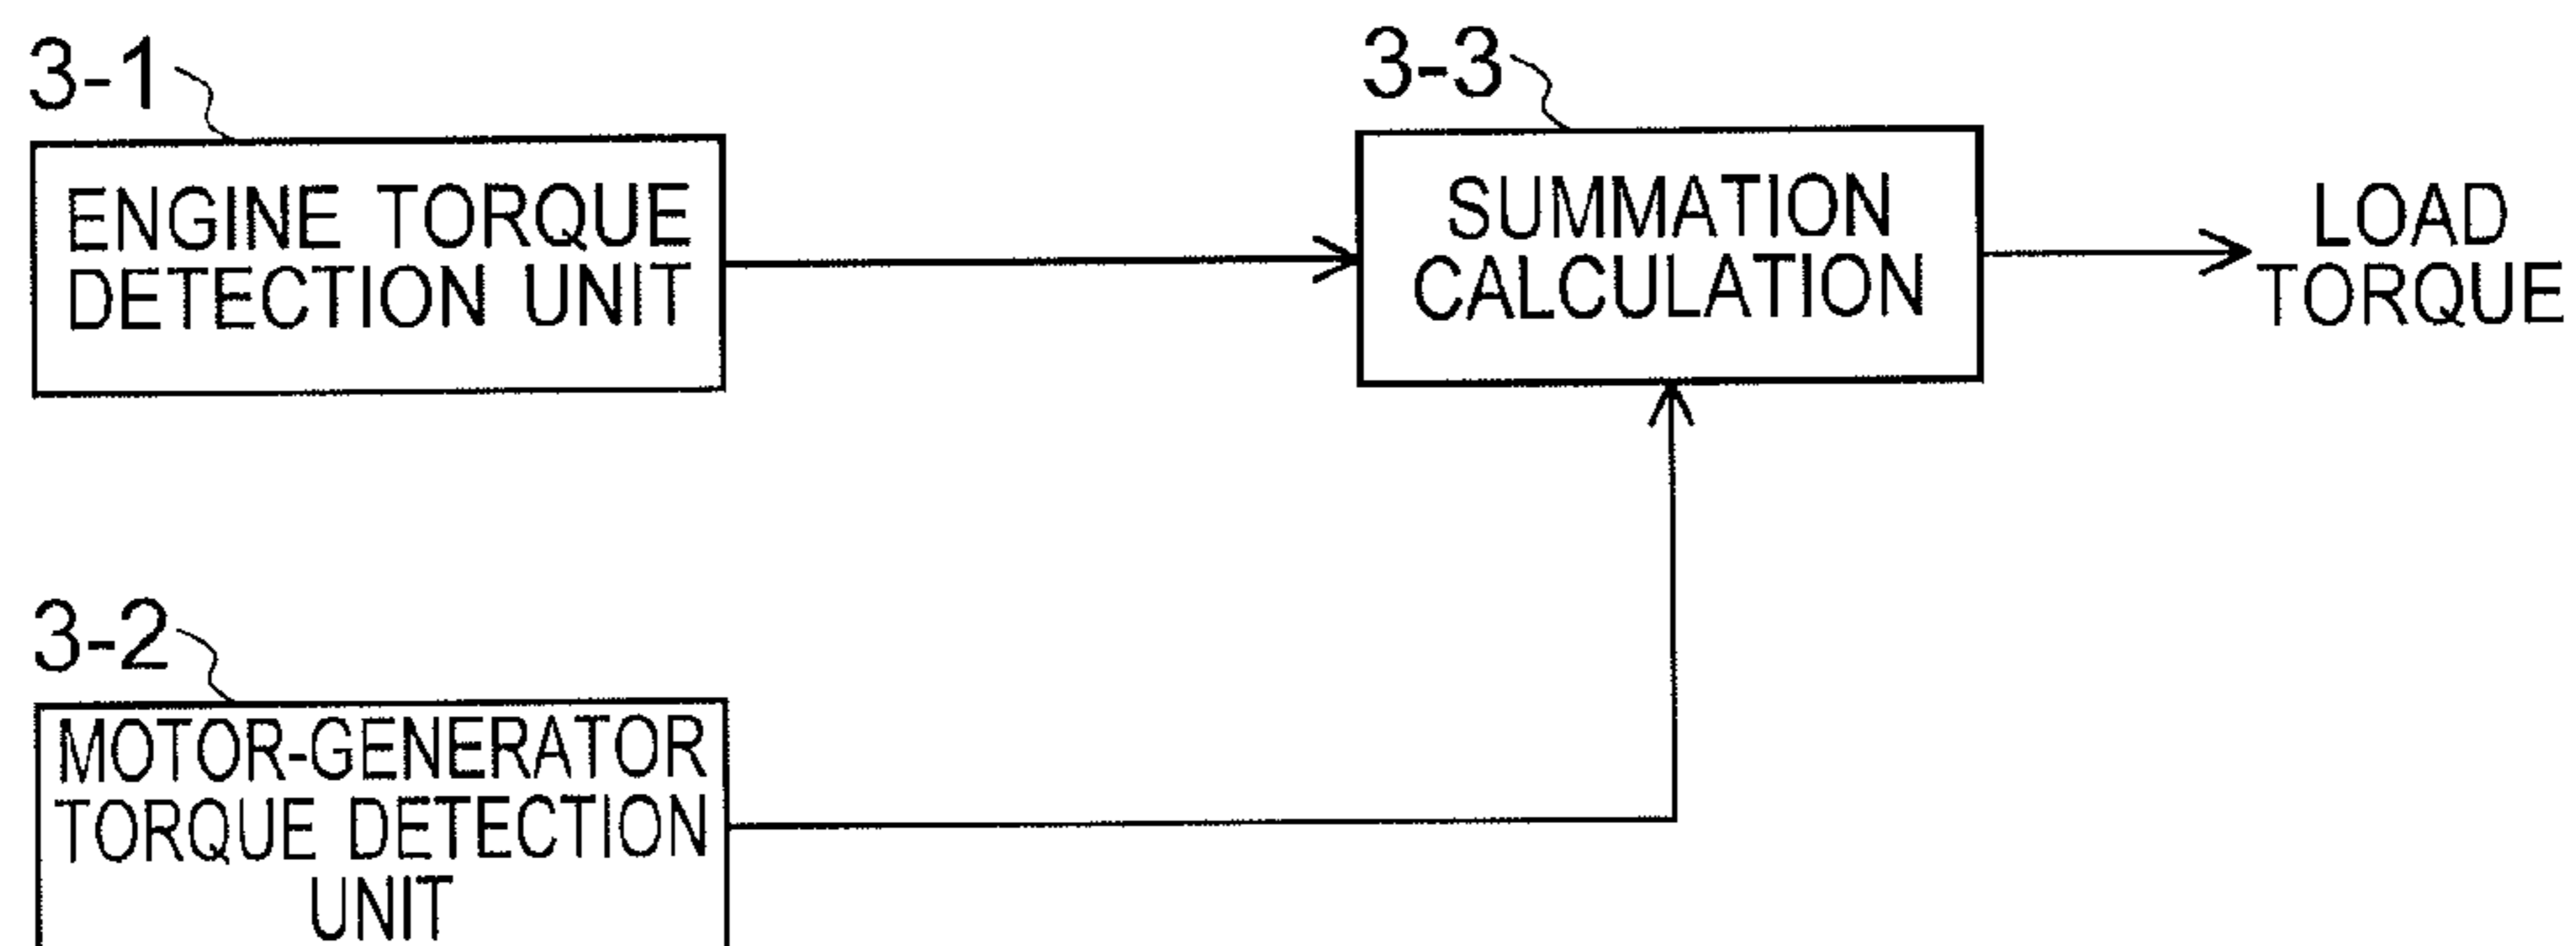 3-1
ENGINE TORQUE
DETECTION UNIT
3-3
SUMMATION
CALCULATION
LOAD
TORQUE
3-2
MOTOR-GENERATOR
TORQUE DETECTION
UNIT